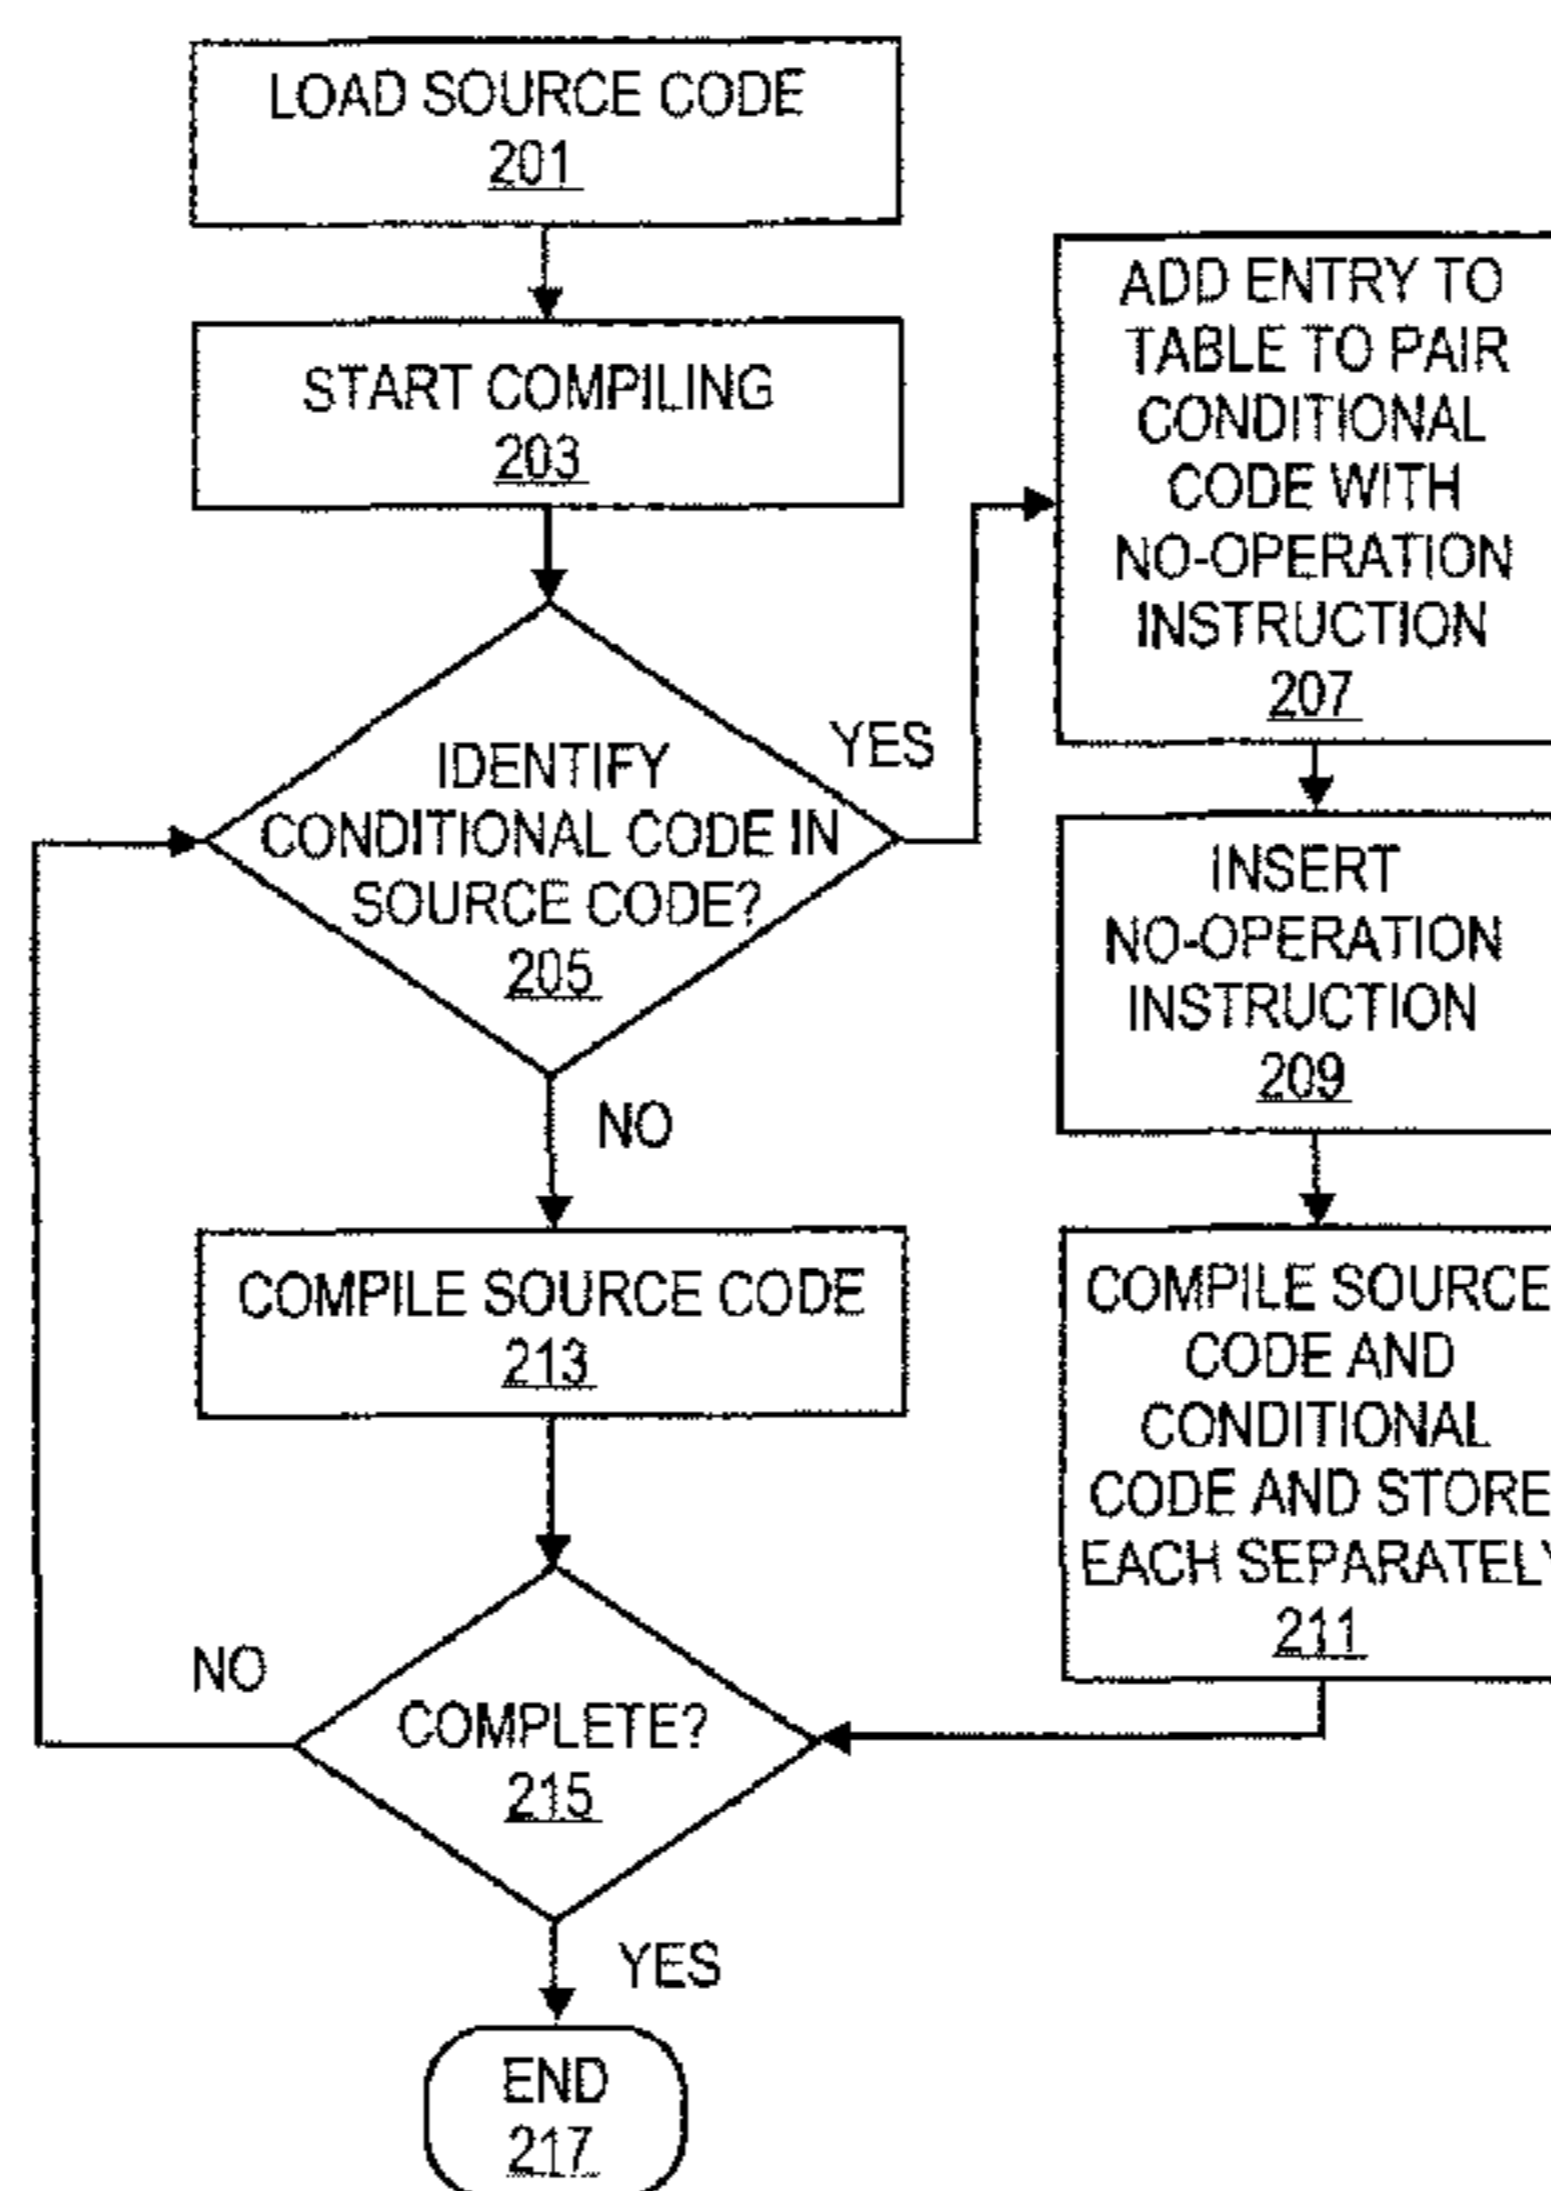 LOAD SOURCE CODE
201
START COMPILING
203
IDENTIFY
CONDITIONAL CODE IN
SOURCE CODE?
205
YES
ADD ENTRY TO
TABLE TO PAIR
CONDITIONAL
CODE WITH
NO-OPERATION
INSTRUCTION
207
INSERT
NO-OPERATION
INSTRUCTION
209
COMPILE SOURCE
CODE AND
CONDITIONAL
CODE AND STORE
EACH SEPARATELY
211
NO
COMPILE SOURCE CODE
213
COMPLETE?
215
NO
YES
END
217